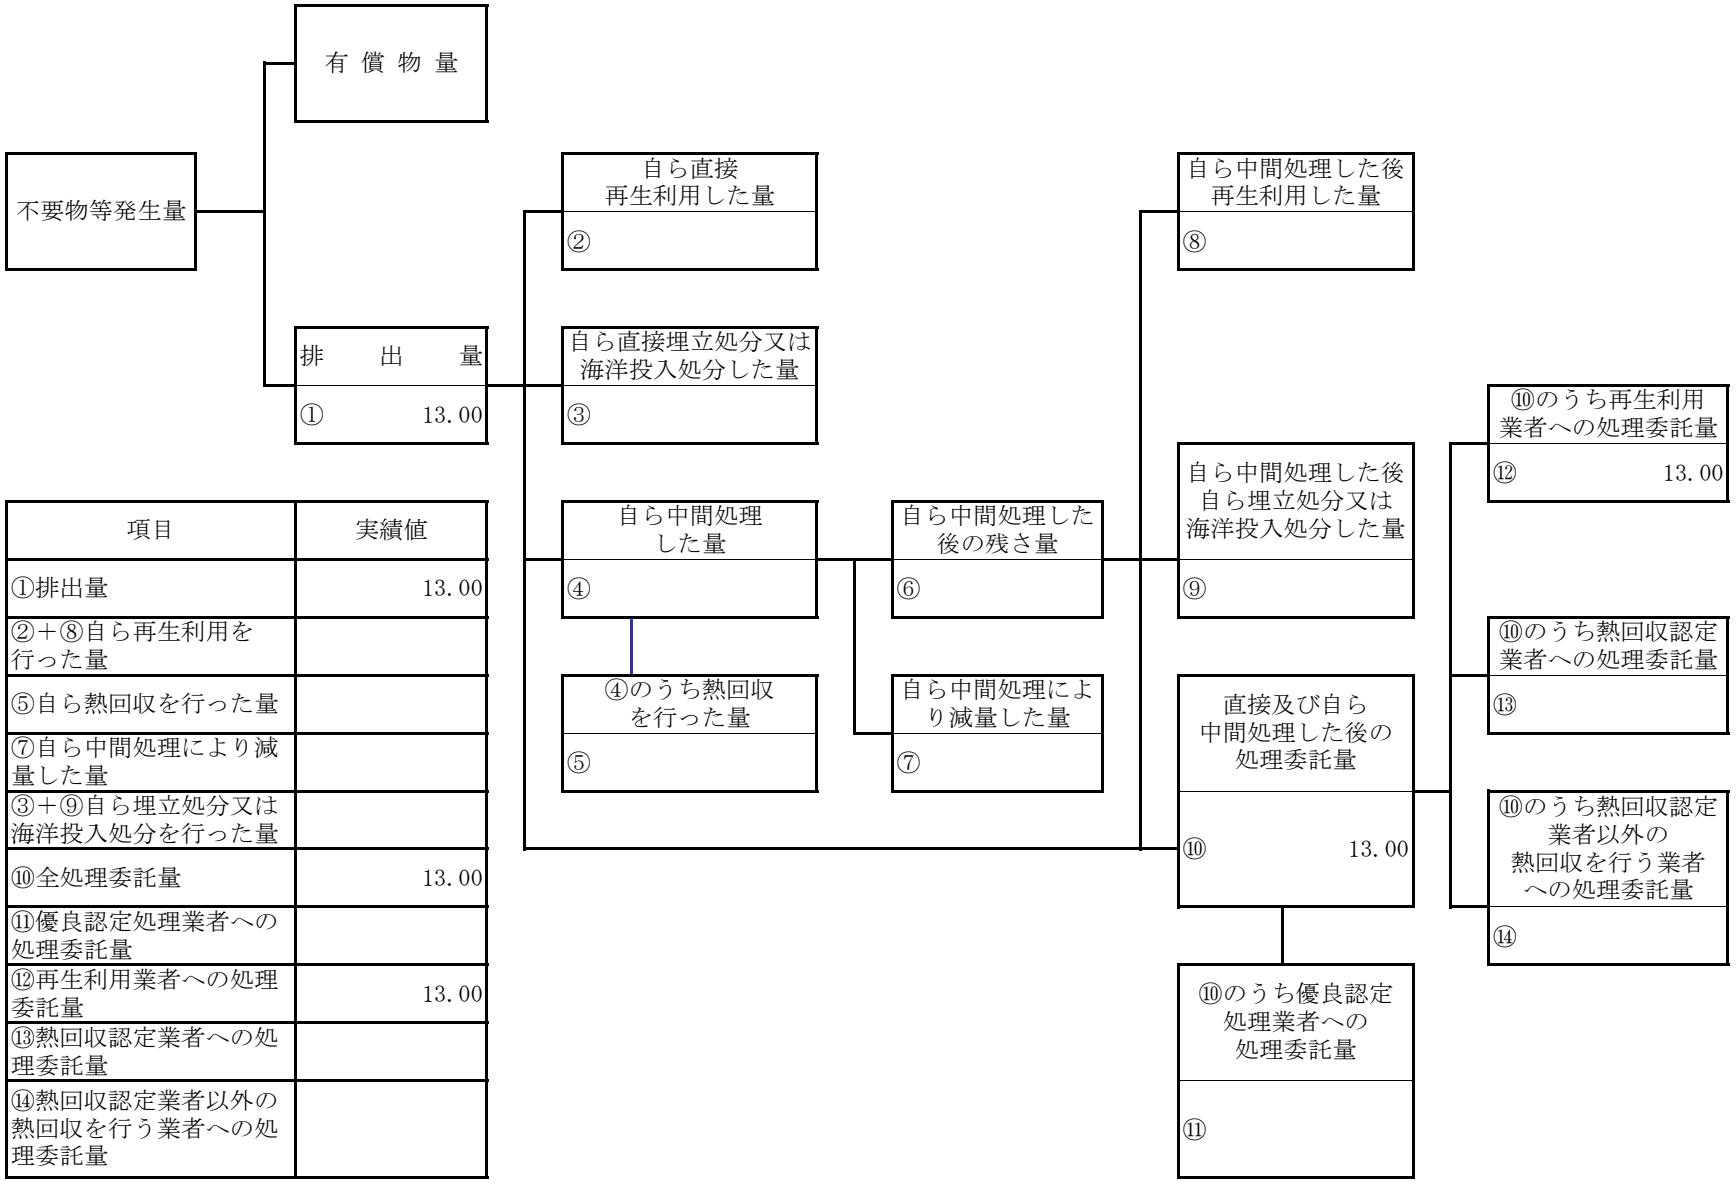 有 償 物 量
不要物等発生量
自ら直接
再生利用した量
②
自ら中間処理した後
再生利用した量
⑧
排 出 量
① 13.00
自ら直接埋立処分又は
海洋投入処分した量
③
⑩のうち再生利用
業者への処理委託量
⑫ 13.00
自ら中間処理した後
自ら埋立処分又は
海洋投入処分した量
⑨
自ら中間処理
した量
④
自ら中間処理した
後の残さ量
⑥
⑩のうち熱回収認定
業者への処理委託量
⑬
④のうち熱回収
を行った量
⑤
自ら中間処理によ
り減量した量
⑦
直接及び自ら
中間処理した後の
処理委託量
⑩ 13.00
⑩のうち熱回収認定
業者以外の
熱回収を行う業者
への処理委託量
⑭
⑩のうち優良認定
処理業者への
処理委託量
⑪
項目 実績値
①排出量 13.00
②＋⑧自ら再生利用を
行った量
⑤自ら熱回収を行った量
⑦自ら中間処理により減
量した量
③＋⑨自ら埋立処分又は
海洋投入処分を行った量
⑩全処理委託量 13.00
⑪優良認定処理業者への
処理委託量
⑫再生利用業者への処理
委託量 13.00
⑬熱回収認定業者への処
理委託量
⑭熱回収認定業者以外の
熱回収を行う業者への処
理委託量